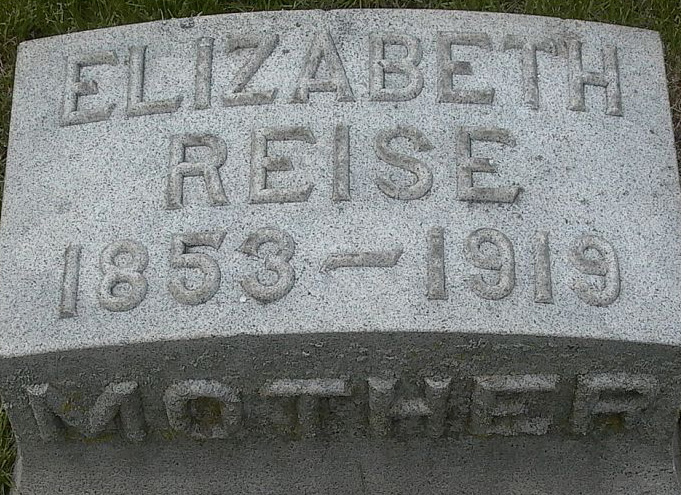 ELIZABETH
REISE
1853 – 1919
MOTHER